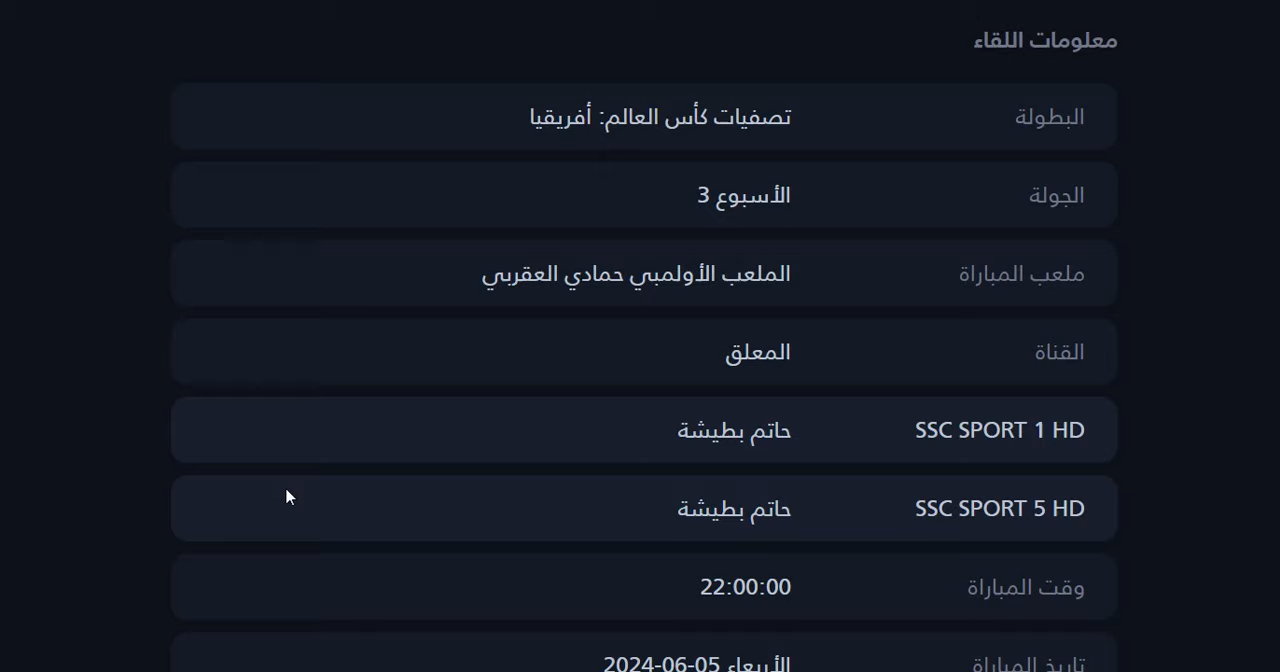 معلومات اللقاء
البطولة تصفيات كأس العالم: أفريقيا
الجولة الأسبوع 3
ملعب المباراة الملعب الأولمبي حمادي العقربي
القناة المعلق
SSC SPORT 1 HD حاتم بطيشة
SSC SPORT 5 HD حاتم بطيشة
وقت المباراة 22:00:00
تاريخ المباراة الأربعاء 2024-06-05